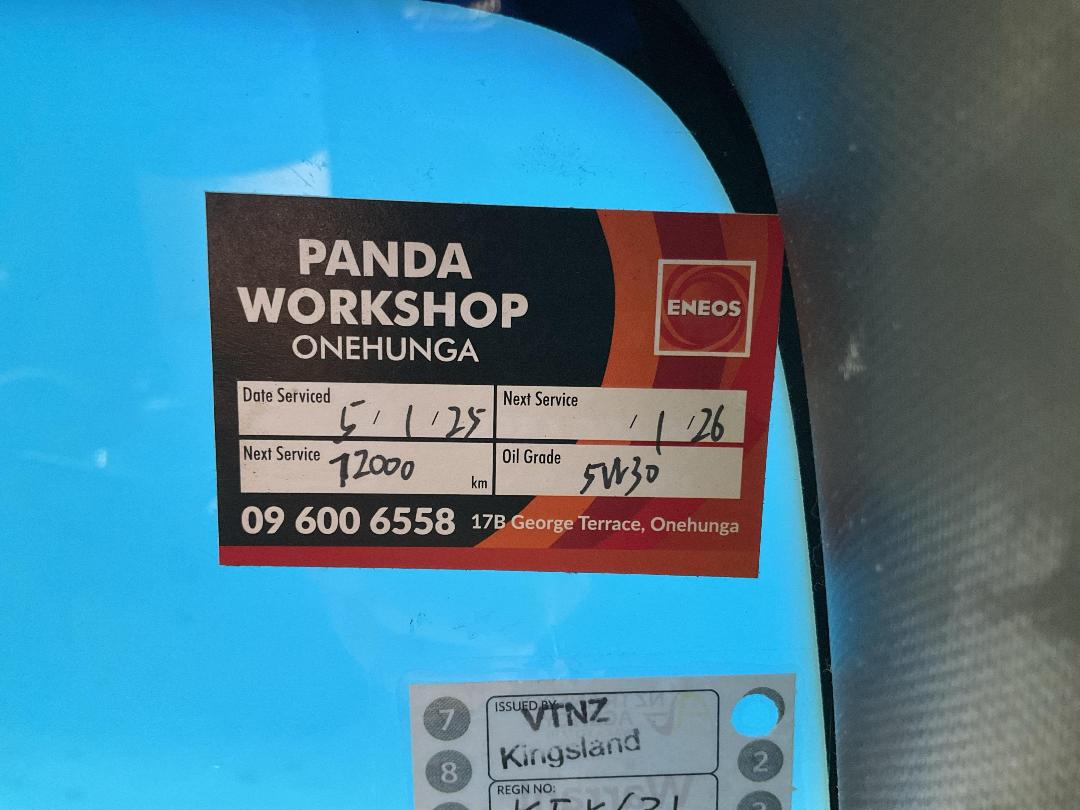 PANDA
WORKSHOP
ONEHUNGA
ENEOS
Date Serviced 5/1/25
Next Service /1/26
Next Service 72000 km
Oil Grade 5W30
09 600 6558 17B George Terrace, Onehunga
7
ISSUED BY:
VTNZ
Kingsland
8
2
REGN NO: